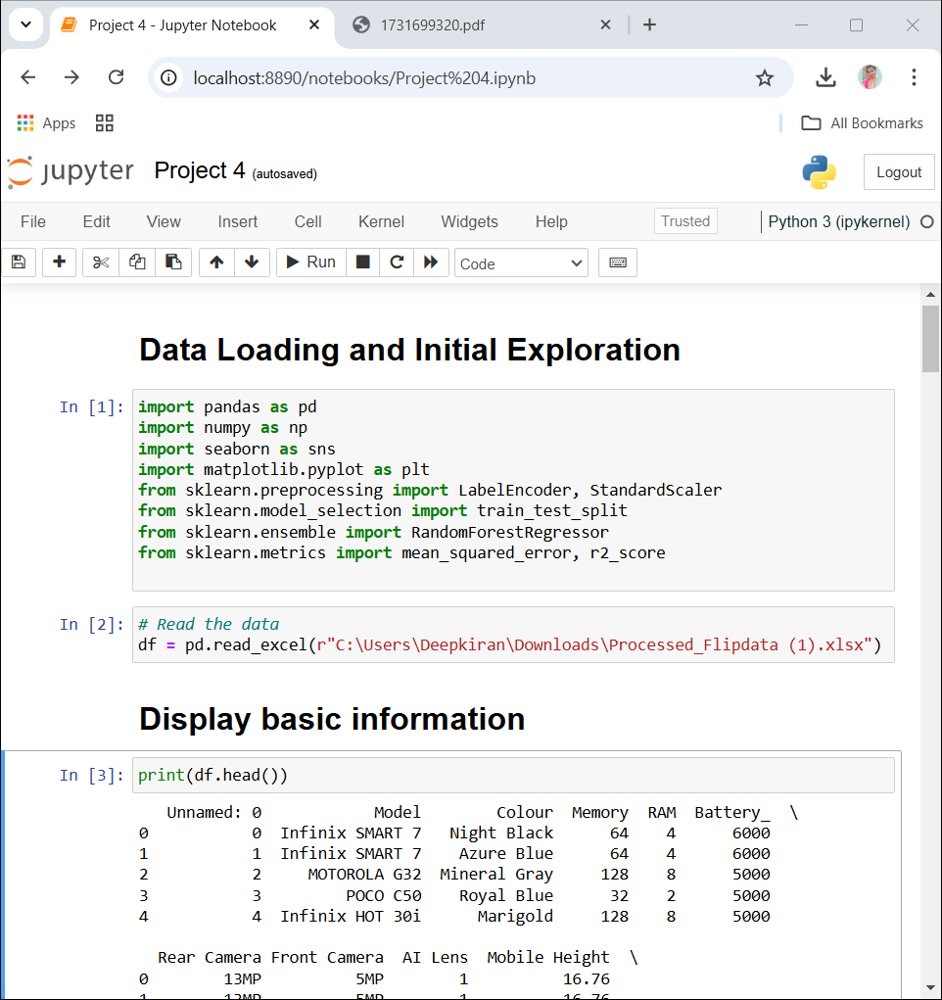 Project 4 - Jupyter Notebook
1731699320.pdf
localhost:8890/notebooks/Project%204.ipynb
Apps
All Bookmarks
jupyter Project 4 (autosaved)
Logout
File Edit View Insert Cell Kernel Widgets Help
Trusted
Python 3 (ipykernel)
Run
Code
Data Loading and Initial Exploration
In [1]: import pandas as pd
import numpy as np
import seaborn as sns
import matplotlib.pyplot as plt
from sklearn.preprocessing import LabelEncoder, StandardScaler
from sklearn.model_selection import train_test_split
from sklearn.ensemble import RandomForestRegressor
from sklearn.metrics import mean_squared_error, r2_score
In [2]: # Read the data
df = pd.read_excel(r"C:\Users\Deepkiran\Downloads\Processed_Flipdata (1).xlsx")
Display basic information
In [3]: print(df.head())
Unnamed: 0 Model Colour Memory RAM Battery_ \
0 0 Infinix SMART 7 Night Black 64 4 6000
1 1 Infinix SMART 7 Azure Blue 64 4 6000
2 2 MOTOROLA G32 Mineral Gray 128 8 5000
3 3 POCO C50 Royal Blue 32 2 5000
4 4 Infinix HOT 30i Marigold 128 8 5000
Rear Camera Front Camera AI Lens Mobile Height \
0 13MP 5MP 1 16.76
1 13MP 5MP 1 16.76